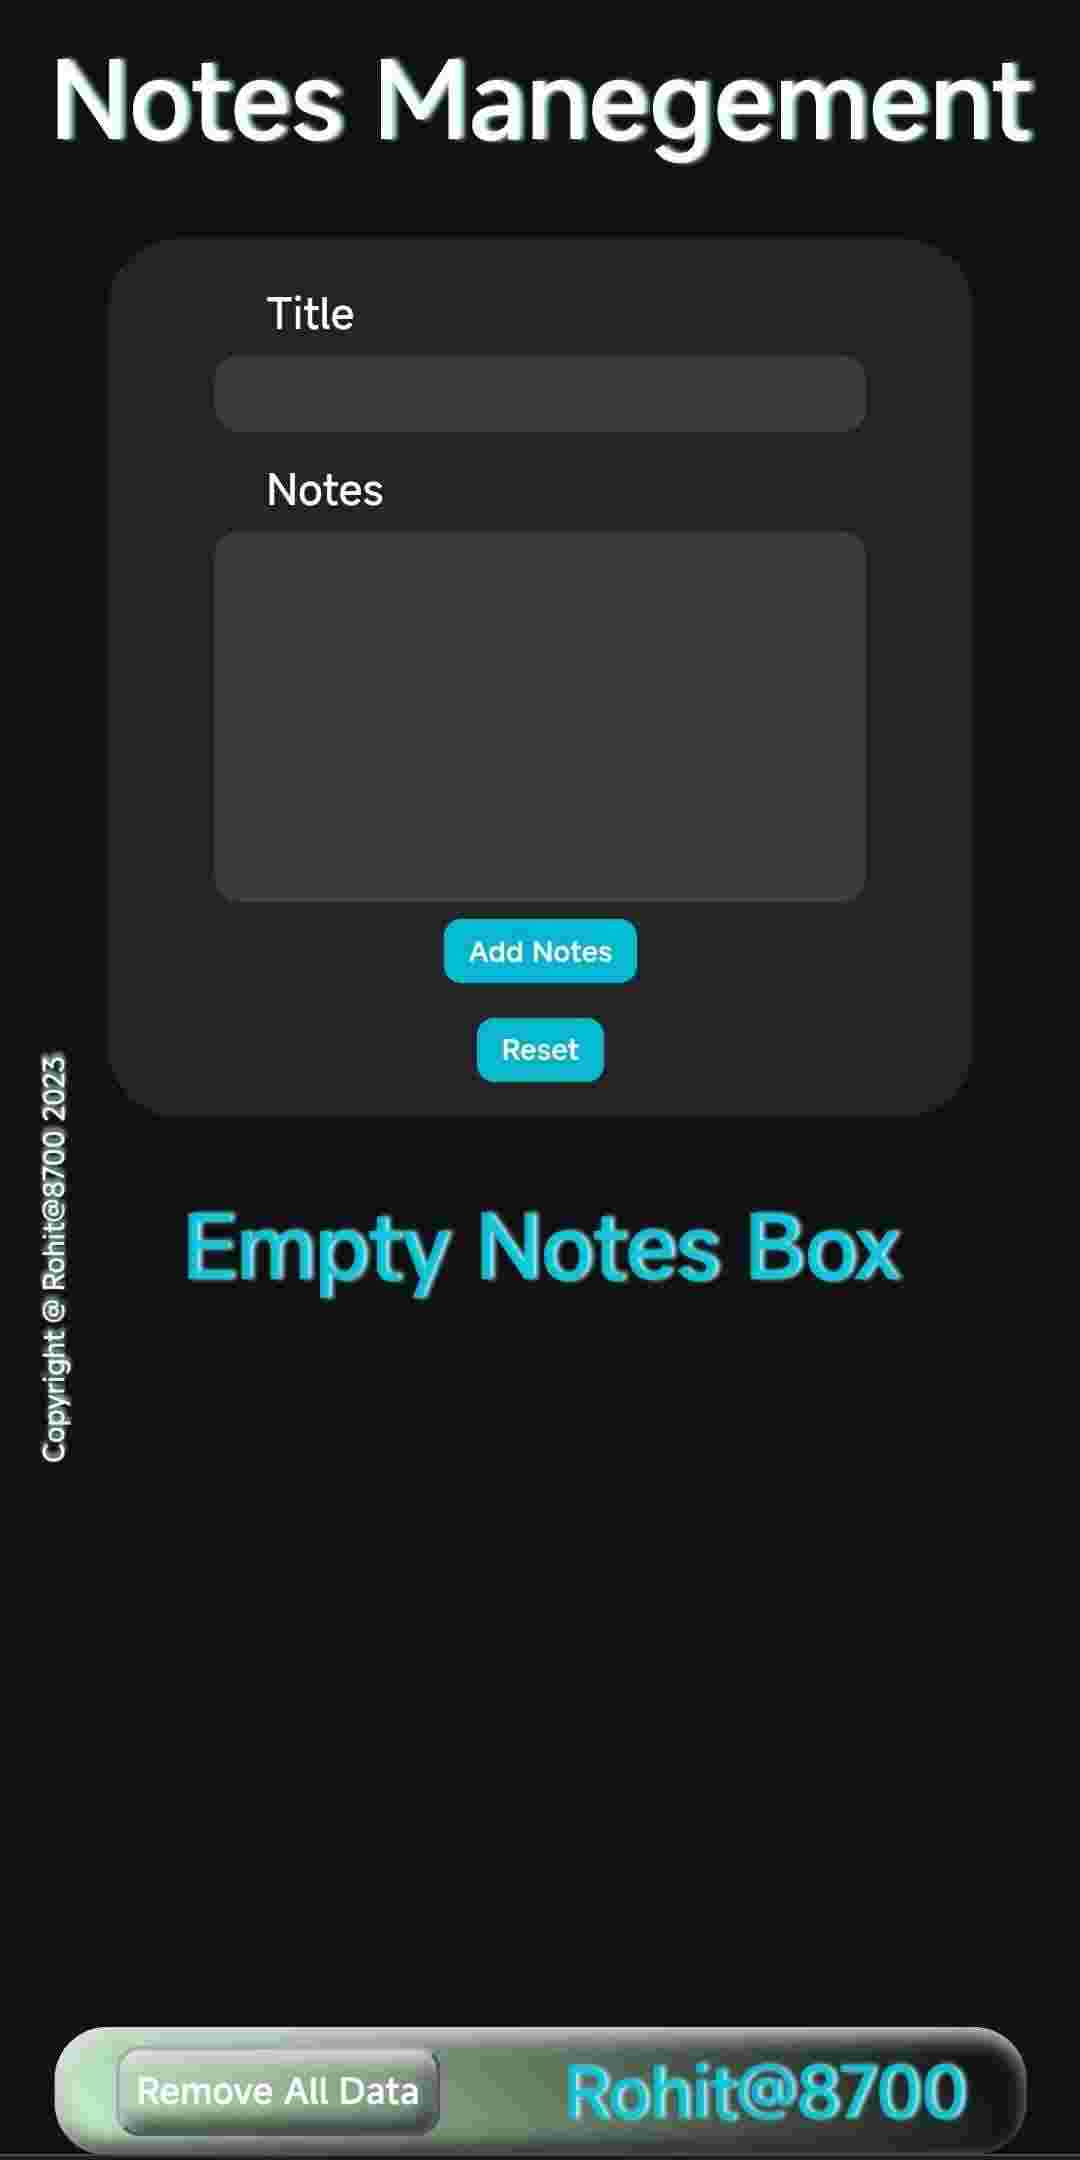 Notes Manegement
Title
Notes
Add Notes
Reset
Copyright @ Rohit@8700 2023
Empty Notes Box
Remove All Data
Rohit@8700